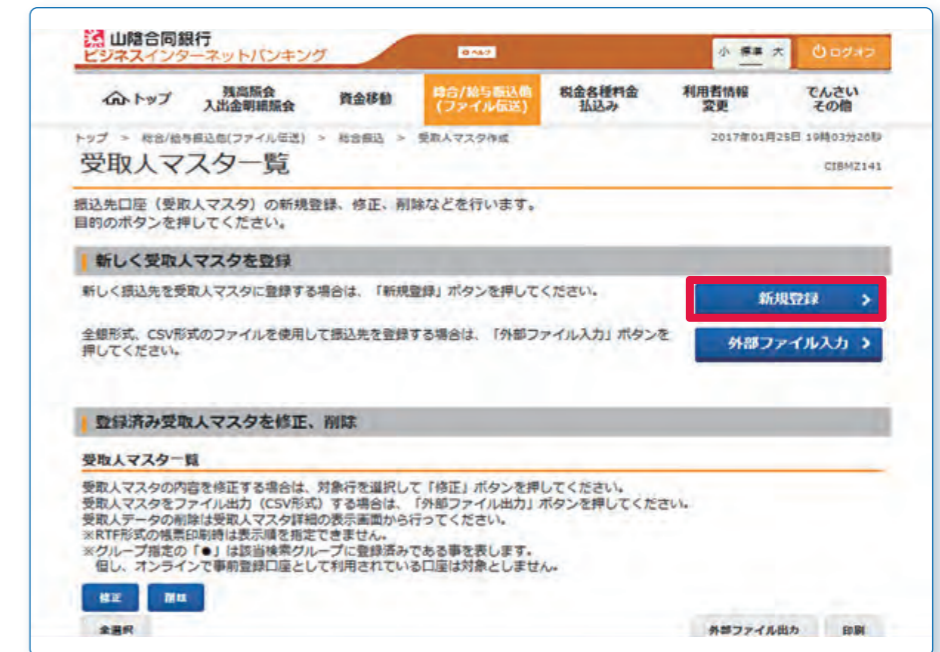 山陰合同銀行
ビジネスインターネットバンキング
ヘルプ
小 標準 大
ログオフ
トップ
残高照会
入出金明細照会
資金移動
総合/給与振込他
(ファイル伝送)
税金各種料金
払込み
利用者情報
変更
でんさい
その他
トップ > 総合/給与振込他(ファイル伝送) > 総合振込 > 受取人マスタ作成
2017年01月25日 19時03分26秒
受取人マスタ一覧
CIBMZ141
振込先口座（受取人マスタ）の新規登録、修正、削除などを行います。
目的のボタンを押してください。
新しく受取人マスタを登録
新しく振込先を受取人マスタに登録する場合は、「新規登録」ボタンを押してください。
新規登録
全銀形式、CSV形式のファイルを使用して振込先を登録する場合は、「外部ファイル入力」ボタンを
押してください。
外部ファイル入力
登録済み受取人マスタを修正、削除
受取人マスタ一覧
受取人マスタの内容を修正する場合は、対象行を選択して「修正」ボタンを押してください。
受取人マスタをファイル出力（CSV形式）する場合は、「外部ファイル出力」ボタンを押してください。
受取人データの削除は受取人マスタ詳細の表示画面から行ってください。
※RTF形式の帳票印刷時は表示順を指定できません。
※グループ指定の「●」は該当検索グループに登録済みである事を表します。
但し、オンラインで事前登録口座として利用されている口座は対象としません。
修正
削除
全選択
外部ファイル出力
印刷